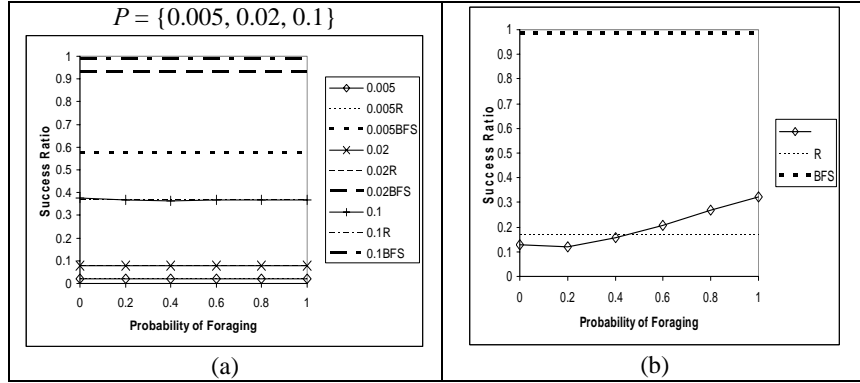 P = {0.005, 0.02, 0.1}
1
0.9
0.8
0.7
0.6
0.5
0.4
0.3
0.2
0.1
0
Success Ratio
0 0.2 0.4 0.6 0.8 1
Probability of Foraging
0.005
0.005R
0.005BFS
0.02
0.02R
0.02BFS
0.1
0.1R
0.1BFS
(a)
1
0.9
0.8
0.7
0.6
0.5
0.4
0.3
0.2
0.1
0
Success Ratio
0 0.2 0.4 0.6 0.8 1
Probability of Foraging
R
BFS
(b)